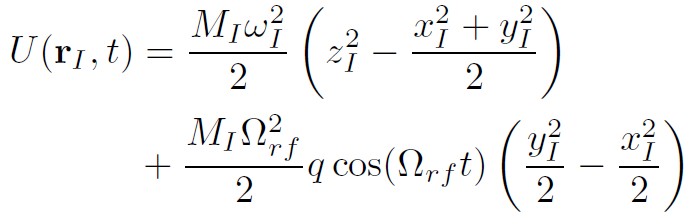 $U(\mathbf{r}_I, t) = \frac{M_I \omega_I^2}{2} \left( z_I^2 - \frac{x_I^2 + y_I^2}{2} \right)$
$+ \frac{M_I \Omega_{rf}^2}{2} q \cos(\Omega_{rf} t) \left( \frac{y_I^2}{2} - \frac{x_I^2}{2} \right)$